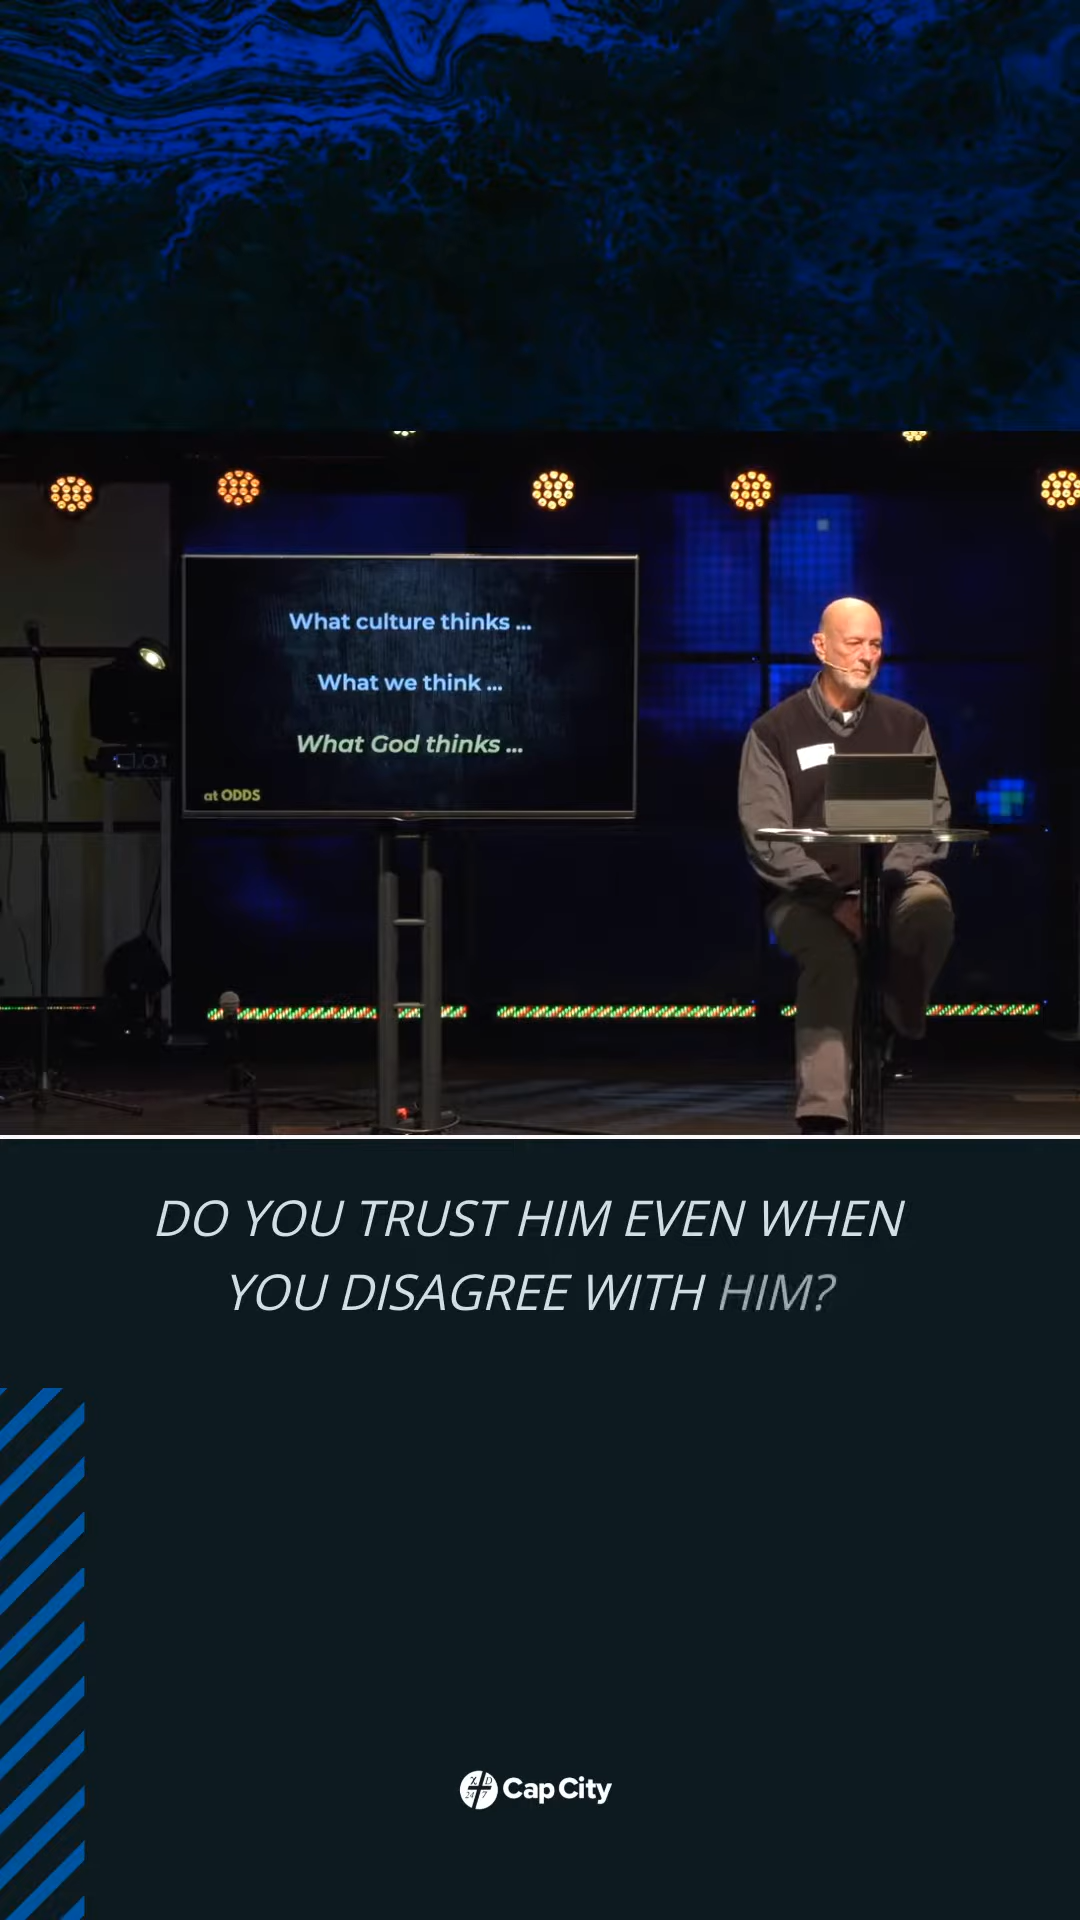 What culture thinks ...
What we think ...
What God thinks ...
at ODDS
DO YOU TRUST HIM EVEN WHEN
YOU DISAGREE WITH HIM?
Cap City